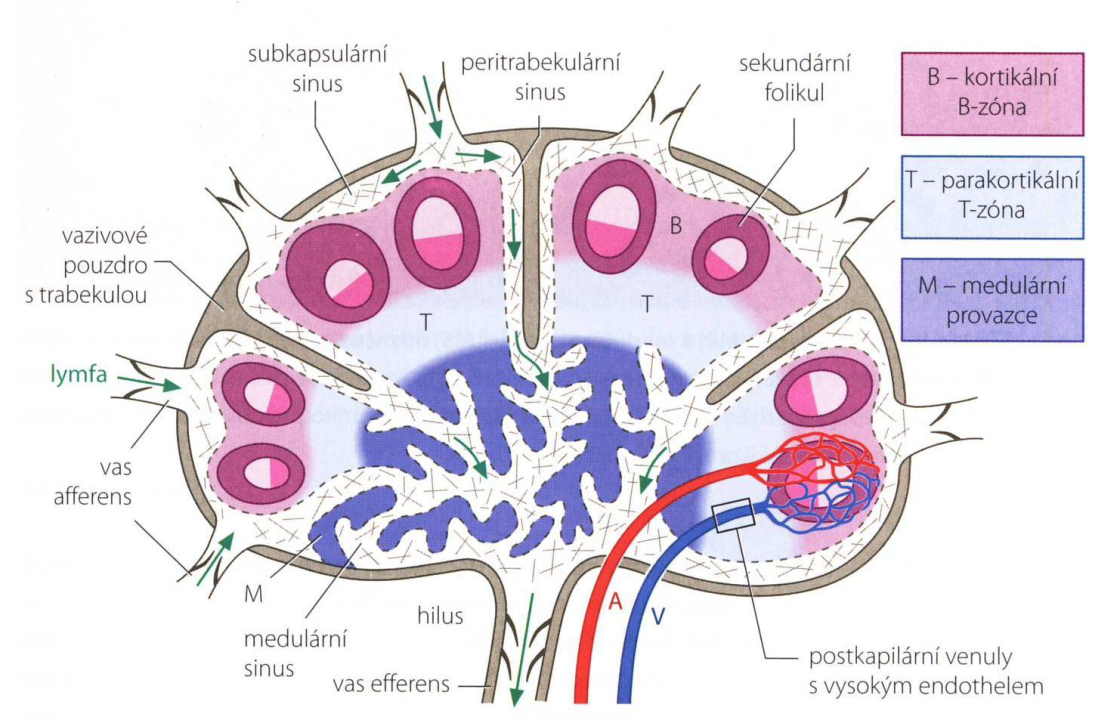 subkapsulární
sinus
peritrabekulární
sinus
sekundární
folikul
B – kortikální
B-zóna
T – parakortikální
T-zóna
M – medulární
provazce
vazivové
pouzdro
s trabekulou
B
T
T
lymfa
vas
afferens
M
medulární
sinus
hilus
vas efferens
A
V
postkapilární venuly
s vysokým endothelem